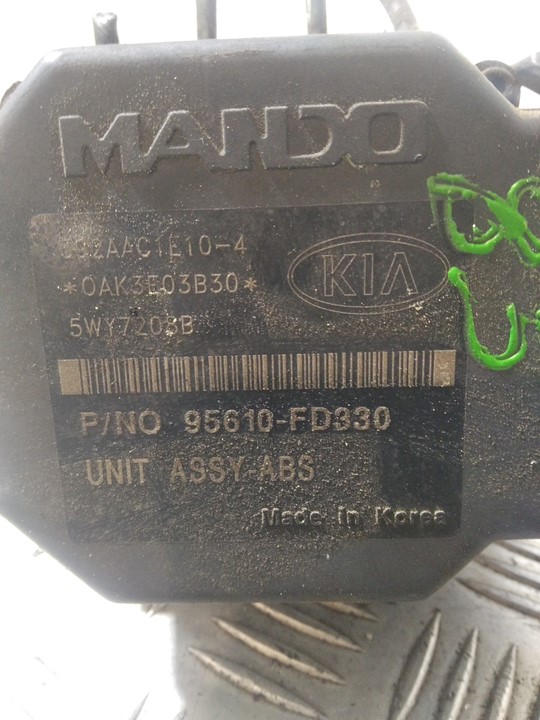 MANDO
*0AK3E03B30*
KIA
5WY7203B
P/NO 95610-FD330
UNIT ASSY ABS
Made In Korea